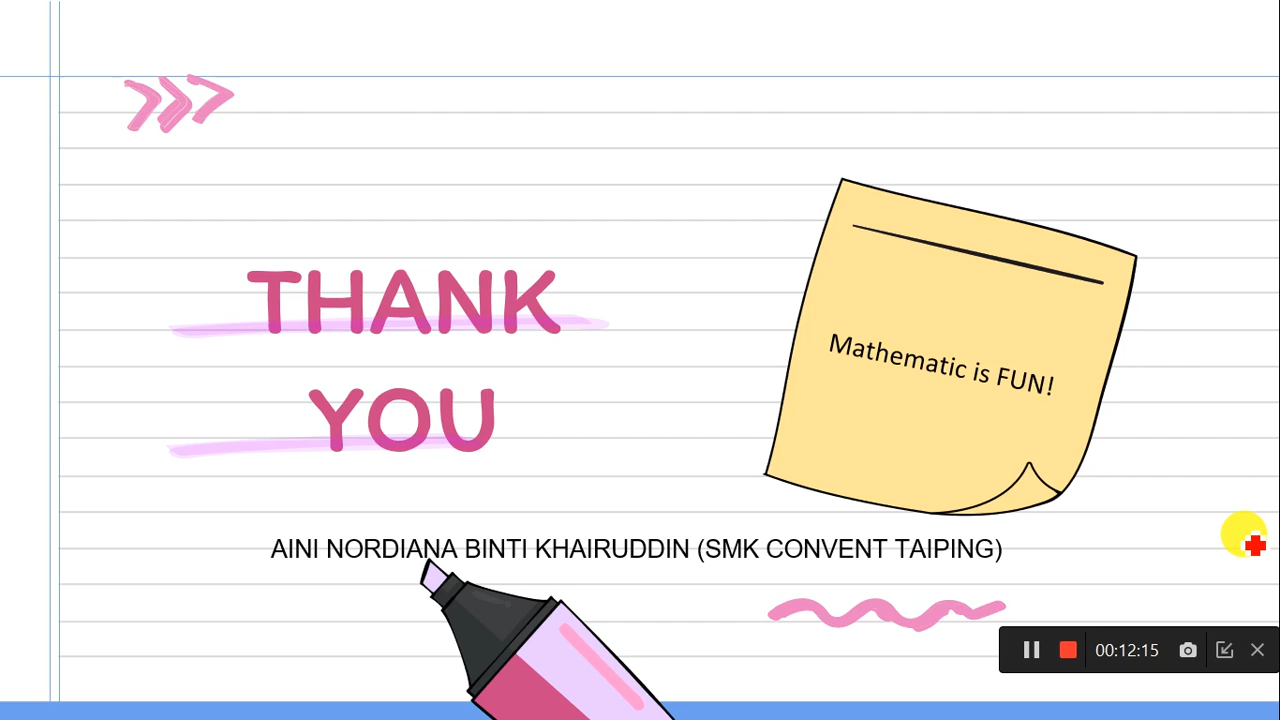 THANK
YOU
Mathematic is FUN!
AINI NORDIANA BINTI KHAIRUDDIN (SMK CONVENT TAIPING)
00:12:15